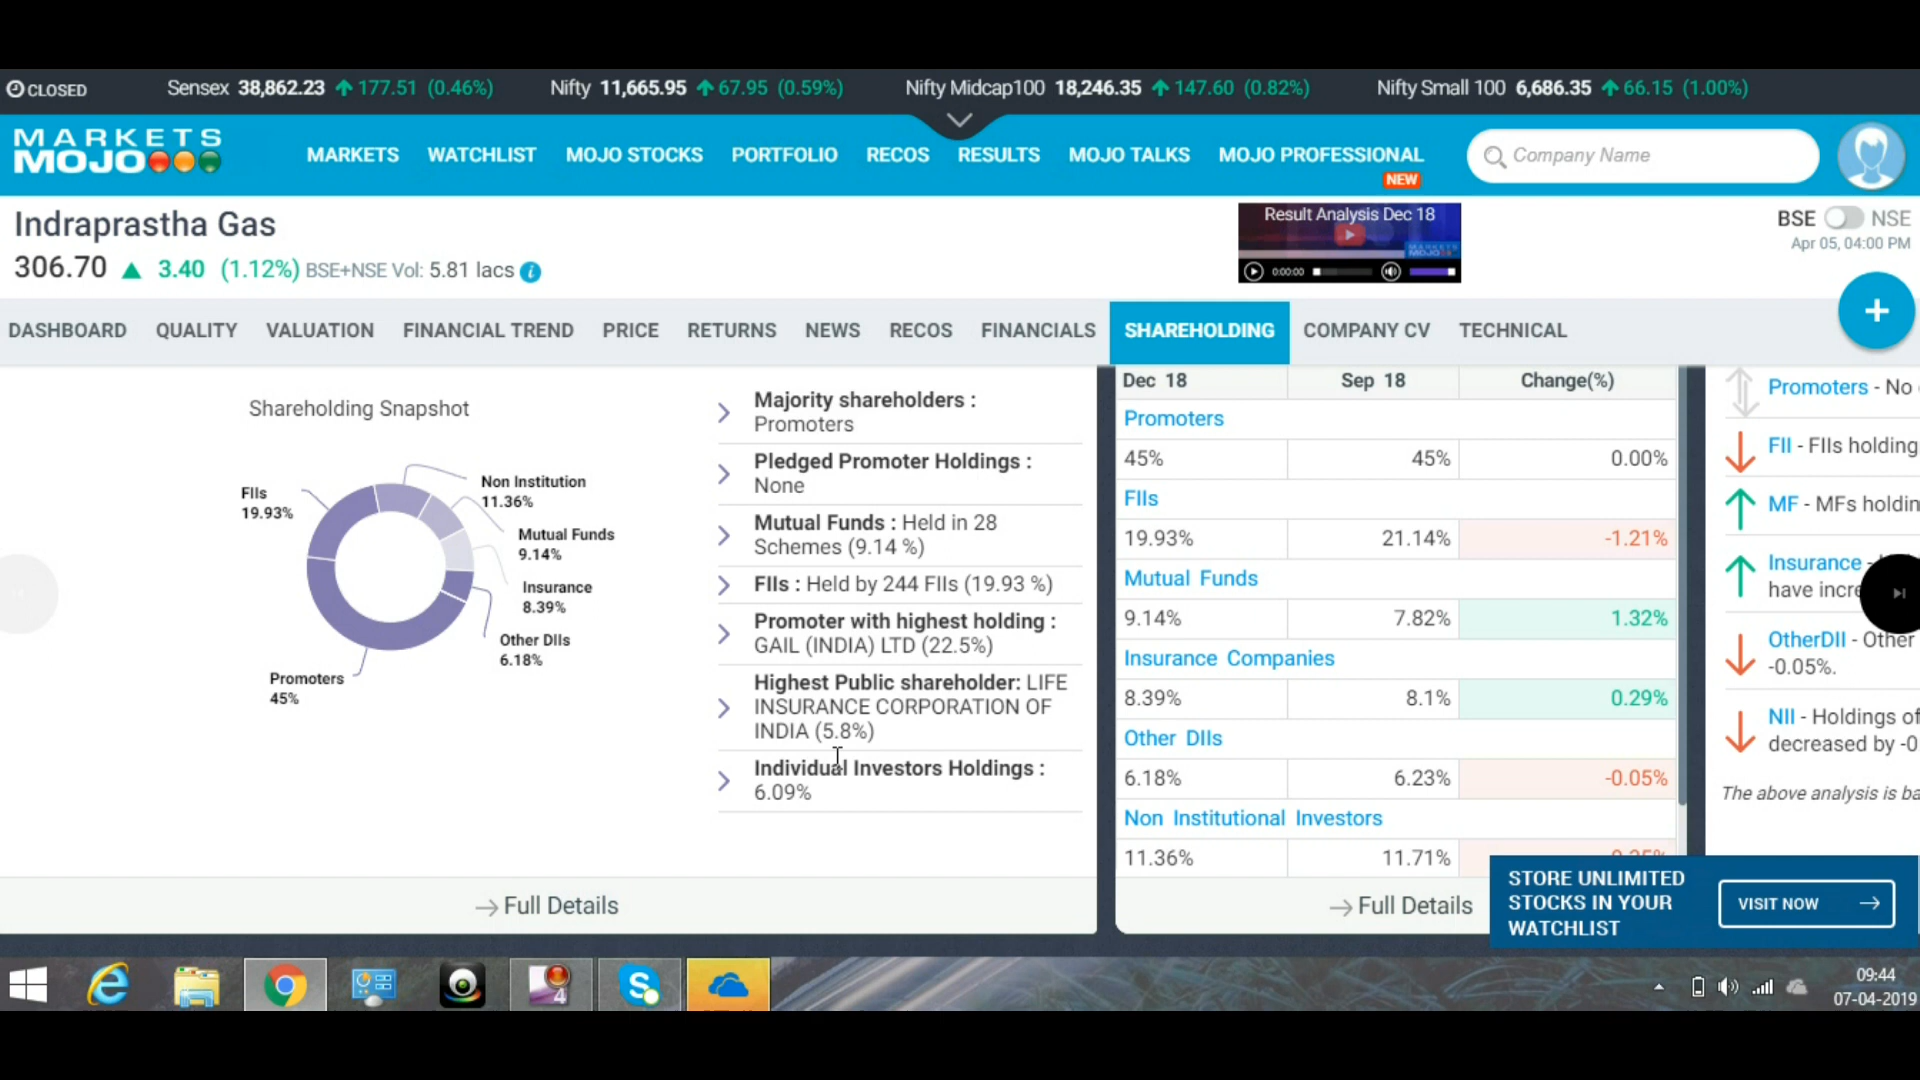 CLOSED Sensex 38,862.23 177.51 (0.46%) Nifty 11,665.95 67.95 (0.59%) Nifty Midcap100 18,246.35 147.60 (0.82%) Nifty Small 100 6,686.35 66.15 (1.00%)
MARKETS MOJO MARKETS WATCHLIST MOJO STOCKS PORTFOLIO RECOS RESULTS MOJO TALKS MOJO PROFESSIONAL Company Name
NEW
Indraprastha Gas
306.70 3.40 (1.12%) BSE+NSE Vol: 5.81 lacs i
Result Analysis Dec 18
MARKETS
MOJO
0:00:00
BSE NSE
Apr 05, 04:00 PM
+
DASHBOARD QUALITY VALUATION FINANCIAL TREND PRICE RETURNS NEWS RECOS FINANCIALS SHAREHOLDING COMPANY CV TECHNICAL
Shareholding Snapshot
FIIs
19.93%
Non Institution
11.36%
Mutual Funds
9.14%
Insurance
8.39%
Other DIIs
6.18%
Promoters
45%
Majority shareholders :
Promoters
Pledged Promoter Holdings :
None
Mutual Funds : Held in 28
Schemes (9.14 %)
FIIs : Held by 244 FIIs (19.93 %)
Promoter with highest holding :
GAIL (INDIA) LTD (22.5%)
Highest Public shareholder: LIFE
INSURANCE CORPORATION OF
INDIA (5.8%)
Individual Investors Holdings :
6.09%
Full Details
Dec 18 Sep 18 Change(%)
Promoters
45% 45% 0.00%
FIIs
19.93% 21.14% -1.21%
Mutual Funds
9.14% 7.82% 1.32%
Insurance Companies
8.39% 8.1% 0.29%
Other DIIs
6.18% 6.23% -0.05%
Non Institutional Investors
11.36% 11.71%
Full Details
Promoters - No
FII - FIIs holding
MF - MFs holdin
Insurance -
have incre
OtherDII - Other
-0.05%.
NII - Holdings of
decreased by -0
The above analysis is ba
STORE UNLIMITED
STOCKS IN YOUR
WATCHLIST
VISIT NOW
4
09:44
07-04-2019